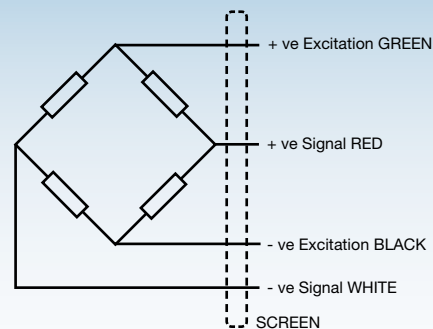 + ve Excitation GREEN
+ ve Signal RED
- ve Excitation BLACK
- ve Signal WHITE
SCREEN